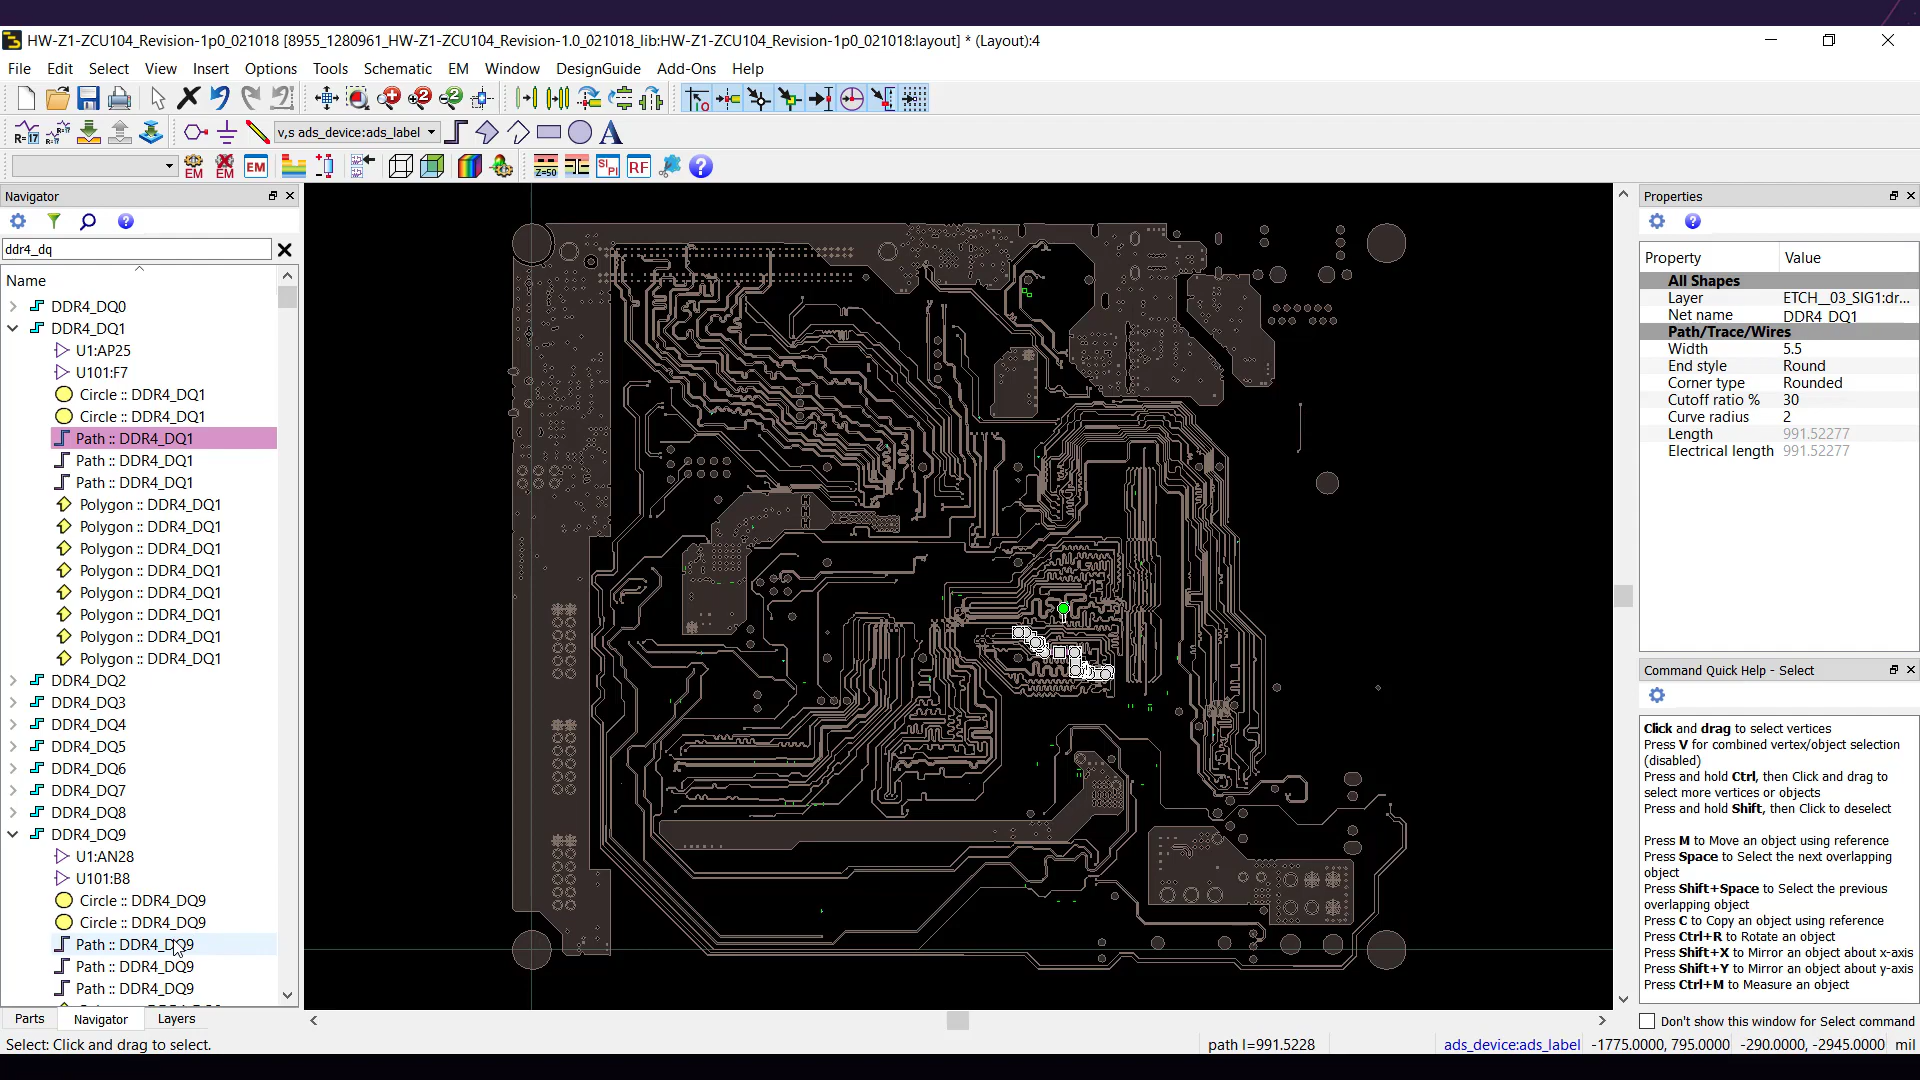 HW-Z1-ZCU104_Revision-1p0_021018 [8955_1280961_HW-Z1-ZCU104_Revision-1.0_021018_lib:HW-Z1-ZCU104_Revision-1p0_021018:layout] * (Layout):4
File Edit Select View Insert Options Tools Schematic EM Window DesignGuide Add-Ons Help
v,s ads_device:ads_label
EM EM EM Z=50 SI PI RF
Navigator
ddr4_dq
Name
DDR4_DQ0
DDR4_DQ1
U1:AP25
U101:F7
Circle :: DDR4_DQ1
Circle :: DDR4_DQ1
Path :: DDR4_DQ1
Path :: DDR4_DQ1
Path :: DDR4_DQ1
Polygon :: DDR4_DQ1
Polygon :: DDR4_DQ1
Polygon :: DDR4_DQ1
Polygon :: DDR4_DQ1
Polygon :: DDR4_DQ1
Polygon :: DDR4_DQ1
Polygon :: DDR4_DQ1
Polygon :: DDR4_DQ1
DDR4_DQ2
DDR4_DQ3
DDR4_DQ4
DDR4_DQ5
DDR4_DQ6
DDR4_DQ7
DDR4_DQ8
DDR4_DQ9
U1:AN28
U101:B8
Circle :: DDR4_DQ9
Circle :: DDR4_DQ9
Path :: DDR4_DQ9
Path :: DDR4_DQ9
Path :: DDR4_DQ9
Parts Navigator Layers
Properties
Property Value
All Shapes
Layer ETCH__03_SIG1:dr...
Net name DDR4_DQ1
Path/Trace/Wires
Width 5.5
End style Round
Corner type Rounded
Cutoff ratio % 30
Curve radius 2
Length 991.52277
Electrical length 991.52277
Command Quick Help - Select
Click and drag to select vertices
Press V for combined vertex/object selection
(disabled)
Press and hold Ctrl, then Click and drag to
select more vertices or objects
Press and hold Shift, then Click to deselect
Press M to Move an object using reference
Press Space to Select the next overlapping
object
Press Shift+Space to Select the previous
overlapping object
Press C to Copy an object using reference
Press Ctrl+R to Rotate an object
Press Shift+X to Mirror an object about x-axis
Press Shift+Y to Mirror an object about y-axis
Press Ctrl+M to Measure an object
Don't show this window for Select command
Select: Click and drag to select. path l=991.5228 ads_device:ads_label -1775.0000, 795.0000 -290.0000, -2945.0000 mil